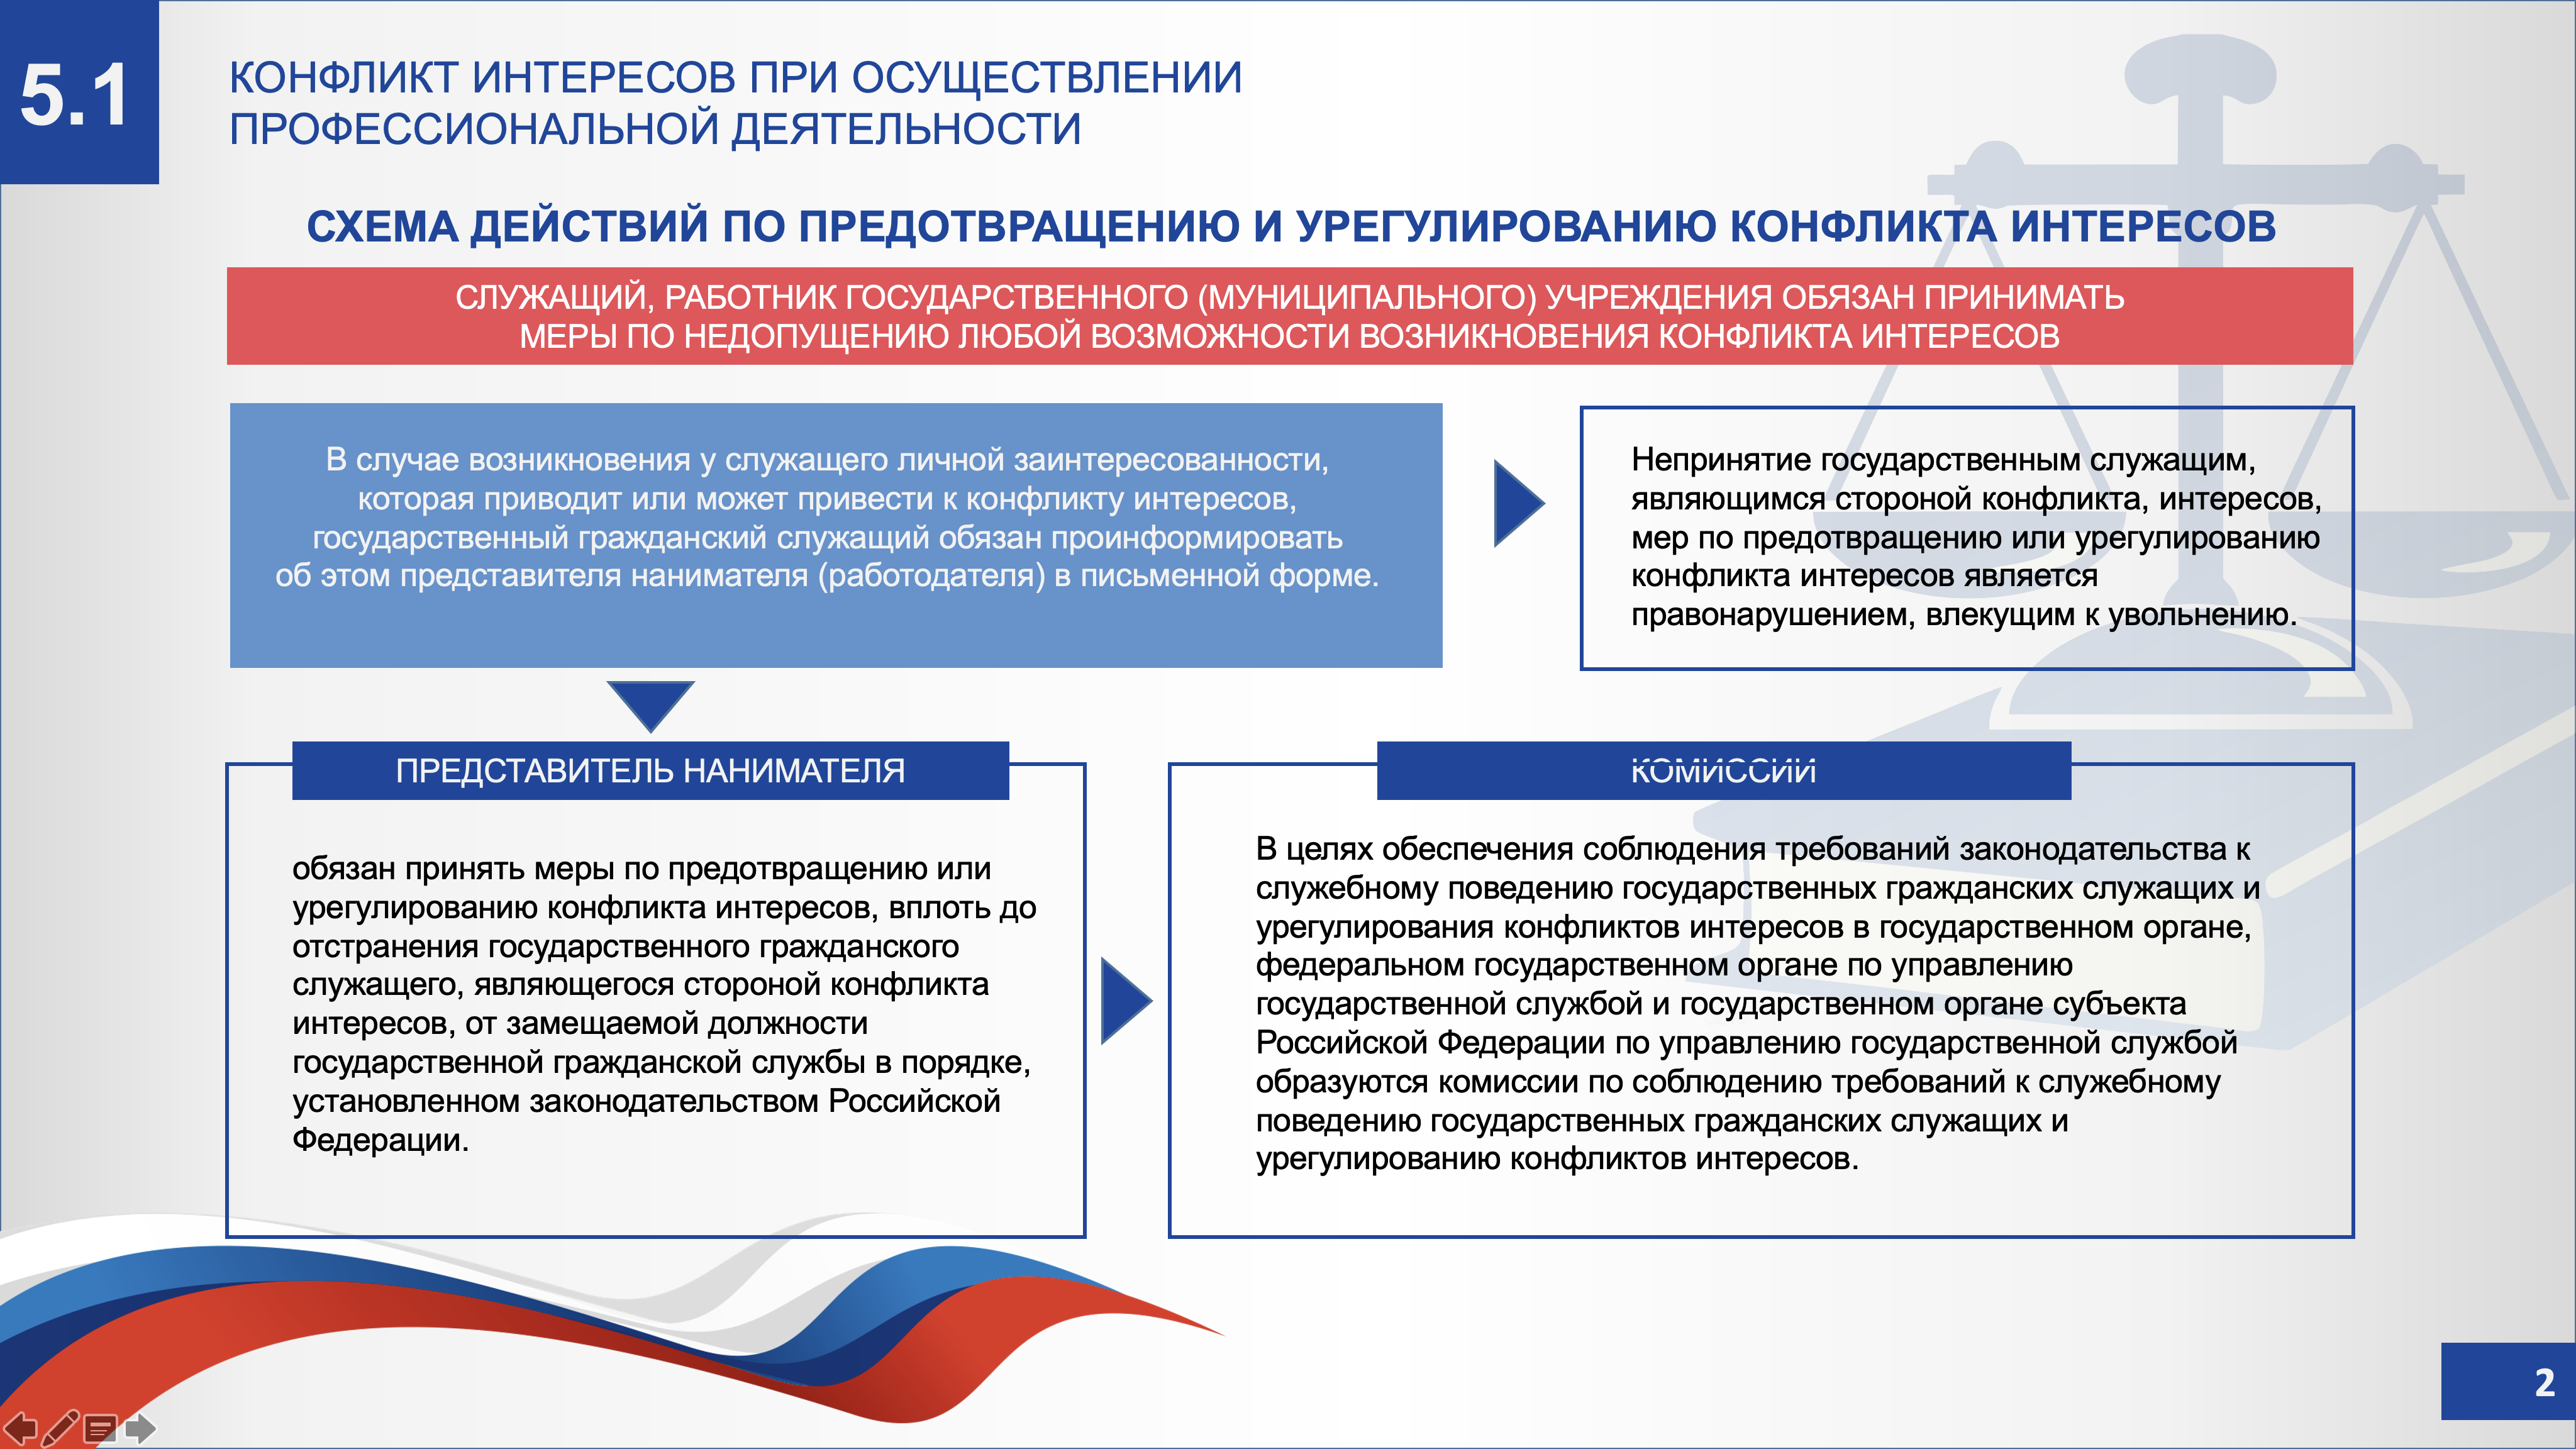 5.1
КОНФЛИКТ ИНТЕРЕСОВ ПРИ ОСУЩЕСТВЛЕНИИ
ПРОФЕССИОНАЛЬНОЙ ДЕЯТЕЛЬНОСТИ
СХЕМА ДЕЙСТВИЙ ПО ПРЕДОТВРАЩЕНИЮ И УРЕГУЛИРОВАНИЮ КОНФЛИКТА ИНТЕРЕСОВ
СЛУЖАЩИЙ, РАБОТНИК ГОСУДАРСТВЕННОГО (МУНИЦИПАЛЬНОГО) УЧРЕЖДЕНИЯ ОБЯЗАН ПРИНИМАТЬ
МЕРЫ ПО НЕДОПУЩЕНИЮ ЛЮБОЙ ВОЗМОЖНОСТИ ВОЗНИКНОВЕНИЯ КОНФЛИКТА ИНТЕРЕСОВ
В случае возникновения у служащего личной заинтересованности,
которая приводит или может привести к конфликту интересов,
государственный гражданский служащий обязан проинформировать
об этом представителя нанимателя (работодателя) в письменной форме.
Непринятие государственным служащим,
являющимся стороной конфликта, интересов,
мер по предотвращению или урегулированию
конфликта интересов является
правонарушением, влекущим к увольнению.
ПРЕДСТАВИТЕЛЬ НАНИМАТЕЛЯ
обязан принять меры по предотвращению или
урегулированию конфликта интересов, вплоть до
отстранения государственного гражданского
служащего, являющегося стороной конфликта
интересов, от замещаемой должности
государственной гражданской службы в порядке,
установленном законодательством Российской
Федерации.
КОМИССИИ
В целях обеспечения соблюдения требований законодательства к
служебному поведению государственных гражданских служащих и
урегулирования конфликтов интересов в государственном органе,
федеральном государственном органе по управлению
государственной службой и государственном органе субъекта
Российской Федерации по управлению государственной службой
образуются комиссии по соблюдению требований к служебному
поведению государственных гражданских служащих и
урегулированию конфликтов интересов.
2